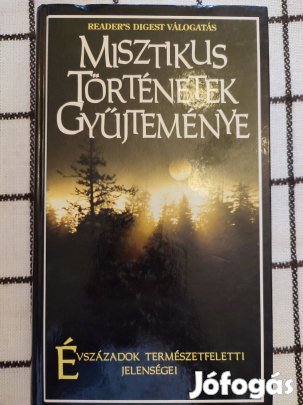 READER'S DIGEST VÁLOGATÁS
MISZTIKUS
TÖRTÉNETEK
GYŰJTEMÉNYE
ÉVSZÁZADOK TERMÉSZETFELETTI
JELENSÉGEI
Jófogás